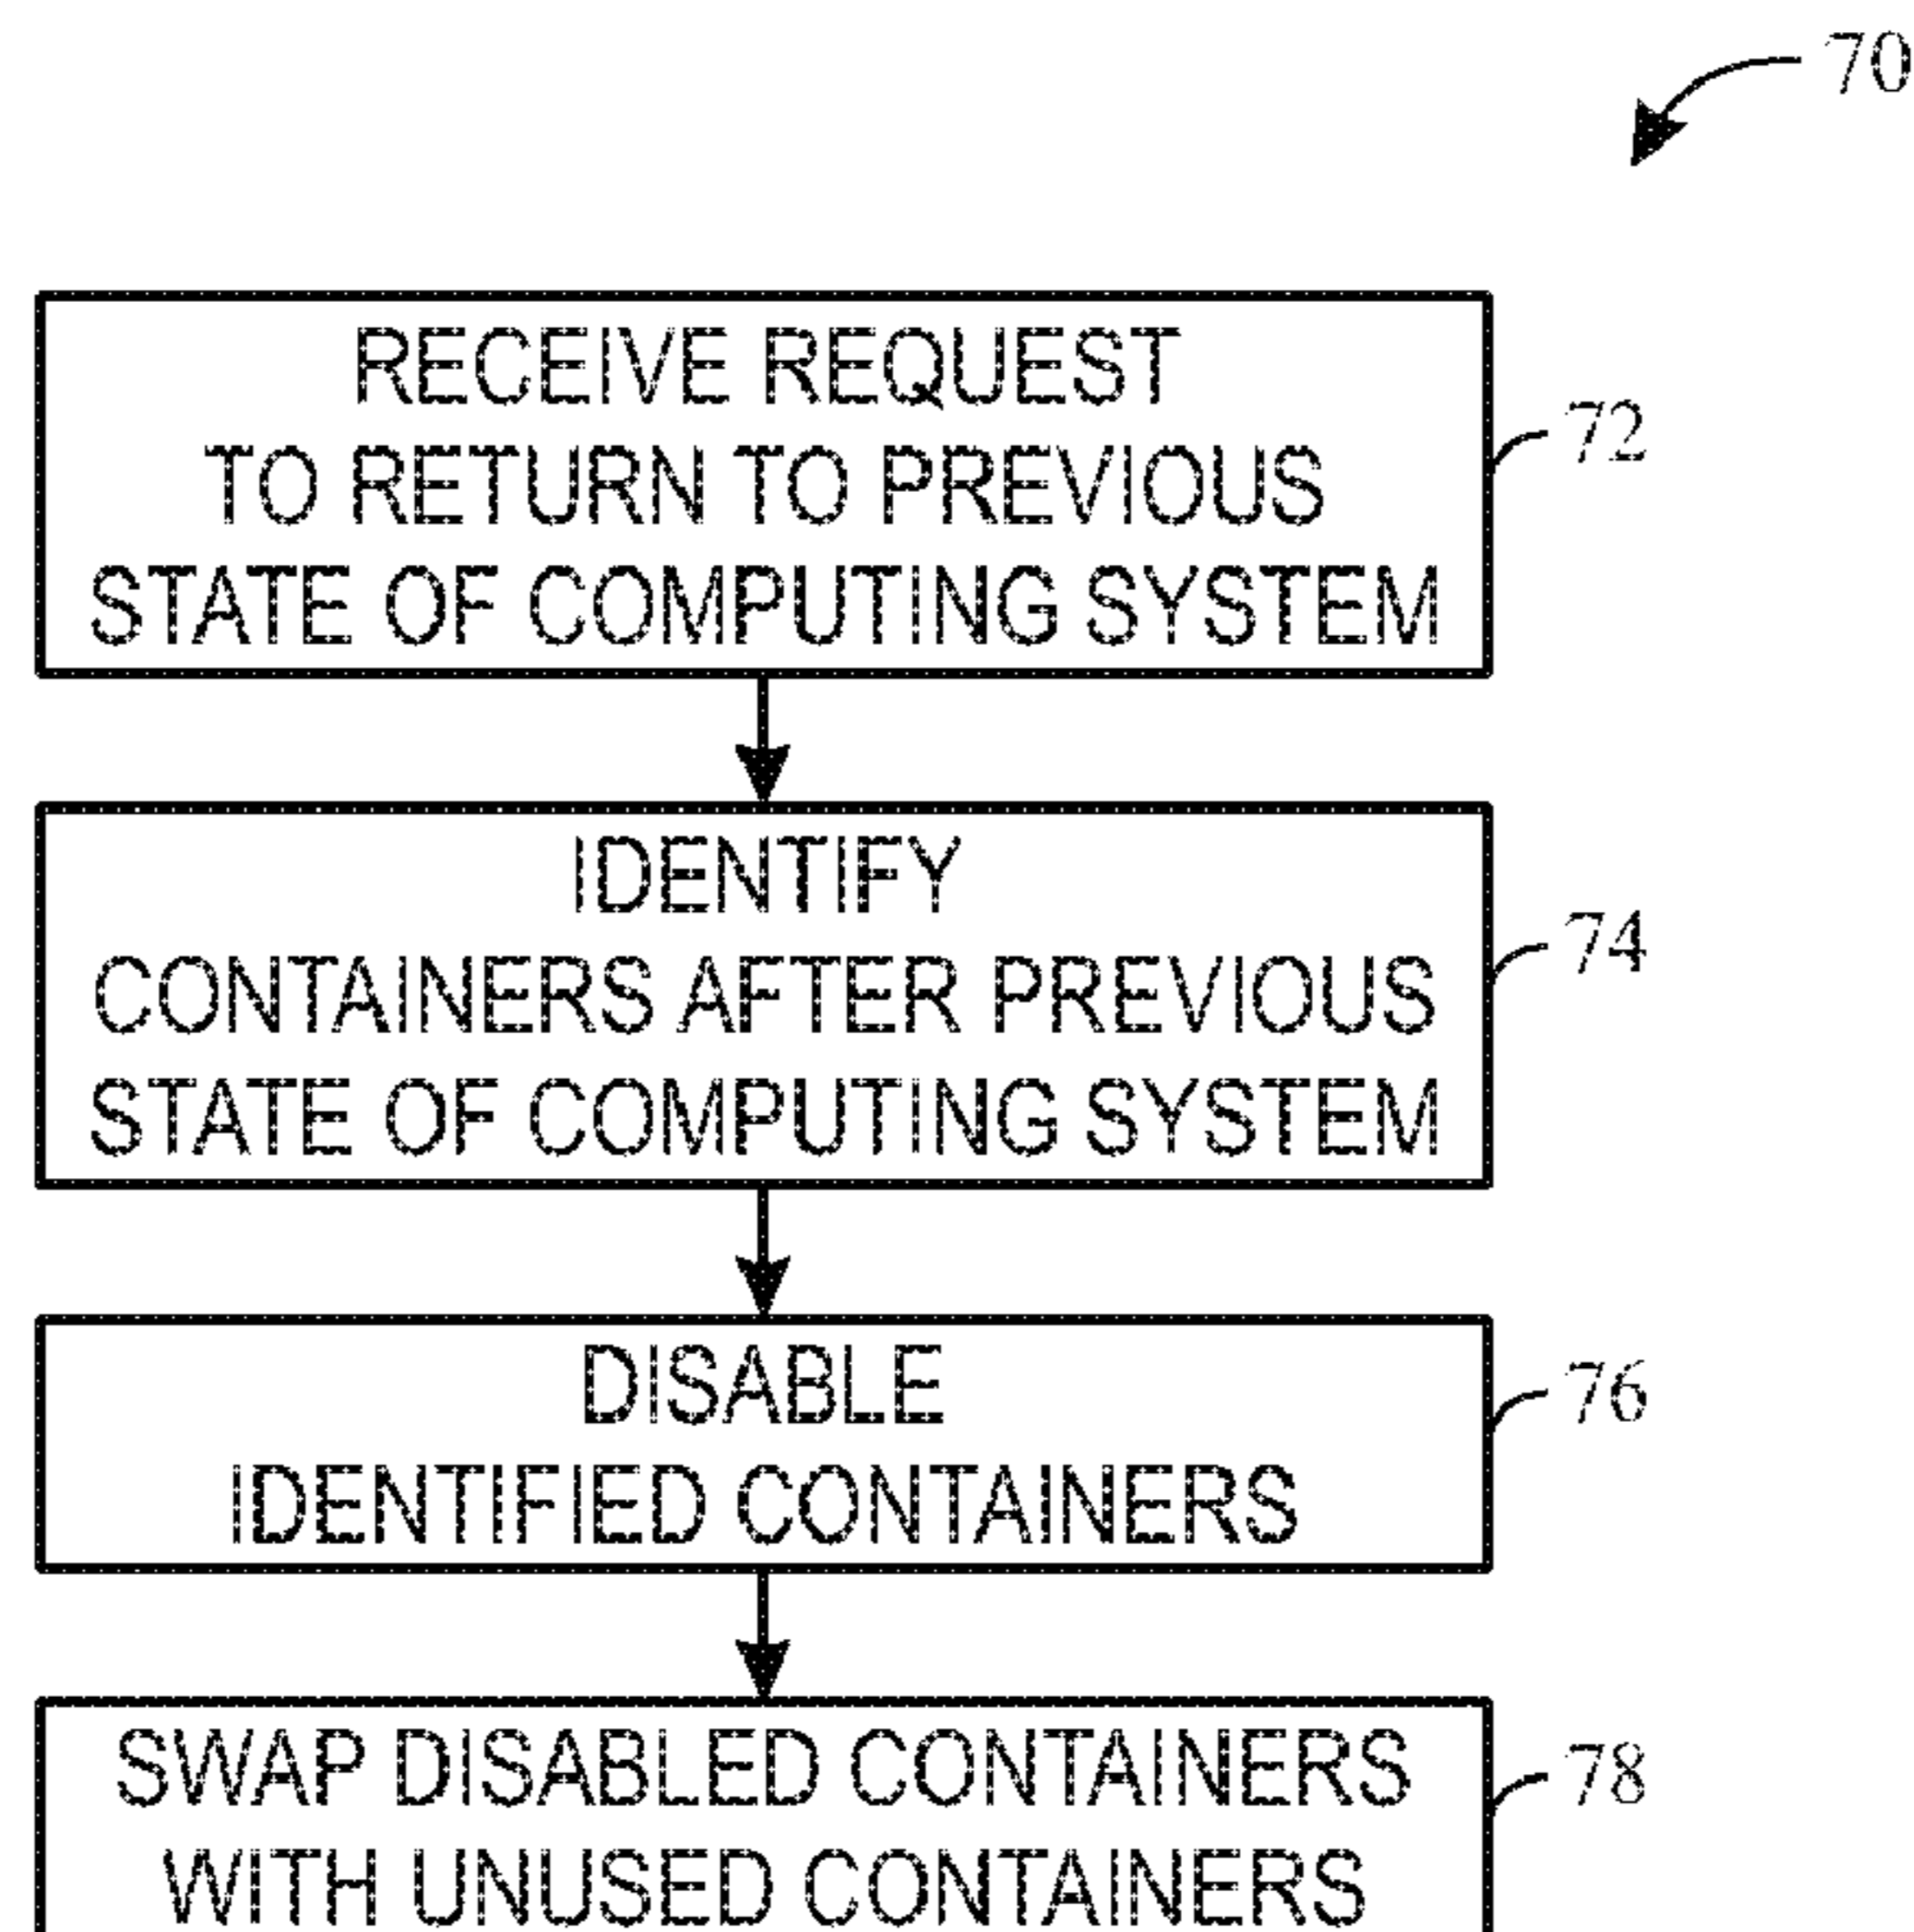 70
RECEIVE REQUEST
TO RETURN TO PREVIOUS
STATE OF COMPUTING SYSTEM
72
IDENTIFY
CONTAINERS AFTER PREVIOUS
STATE OF COMPUTING SYSTEM
74
DISABLE
IDENTIFIED CONTAINERS
76
SWAP DISABLED CONTAINERS
WITH UNUSED CONTAINERS
78